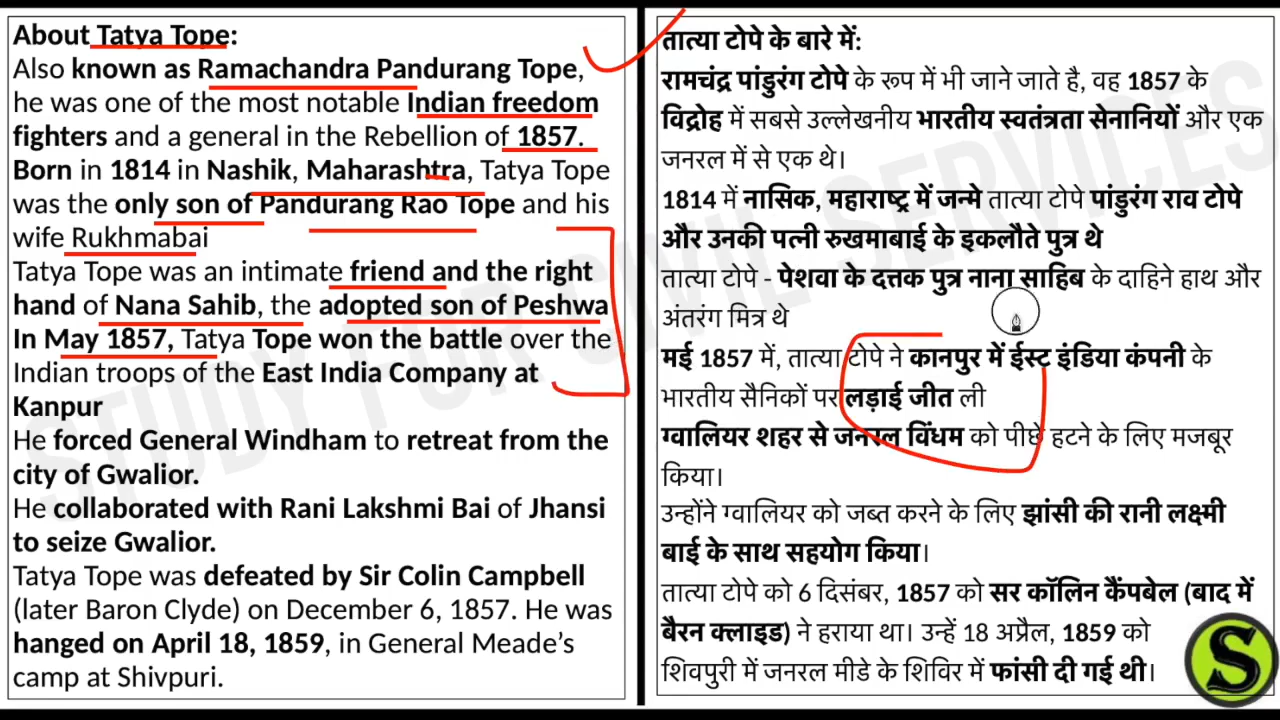 About Tatya Tope:
Also known as Ramachandra Pandurang Tope,
he was one of the most notable Indian freedom
fighters and a general in the Rebellion of 1857.
Born in 1814 in Nashik, Maharashtra, Tatya Tope
was the only son of Pandurang Rao Tope and his
wife Rukhmabai
Tatya Tope was an intimate friend and the right
hand of Nana Sahib, the adopted son of Peshwa
In May 1857, Tatya Tope won the battle over the
Indian troops of the East India Company at
Kanpur
He forced General Windham to retreat from the
city of Gwalior.
He collaborated with Rani Lakshmi Bai of Jhansi
to seize Gwalior.
Tatya Tope was defeated by Sir Colin Campbell
(later Baron Clyde) on December 6, 1857. He was
hanged on April 18, 1859, in General Meade's
camp at Shivpuri.
तात्या टोपे के बारे में:
रामचंद्र पांडुरंग टोपे के रूप में भी जाने जाते है, वह 1857 के
विद्रोह में सबसे उल्लेखनीय भारतीय स्वतंत्रता सेनानियों और एक
जनरल में से एक थे।
1814 में नासिक, महाराष्ट्र में जन्मे तात्या टोपे पांडुरंग राव टोपे
और उनकी पत्नी रुखमाबाई के इकलौते पुत्र थे
तात्या टोपे - पेशवा के दत्तक पुत्र नाना साहिब के दाहिने हाथ और
अंतरंग मित्र थे
मई 1857 में, तात्या टोपे ने कानपुर में ईस्ट इंडिया कंपनी के
भारतीय सैनिकों पर लड़ाई जीत ली
ग्वालियर शहर से जनरल विंधम को पीछे हटने के लिए मजबूर
किया।
उन्होंने ग्वालियर को जब्त करने के लिए झांसी की रानी लक्ष्मी
बाई के साथ सहयोग किया।
तात्या टोपे को 6 दिसंबर, 1857 को सर कॉलिन कैंपबेल (बाद में
बैरन क्लाइड) ने हराया था। उन्हें 18 अप्रैल, 1859 को
शिवपुरी में जनरल मीडे के शिविर में फांसी दी गई थी।
STUDY FOR CIVIL SERVICES
S